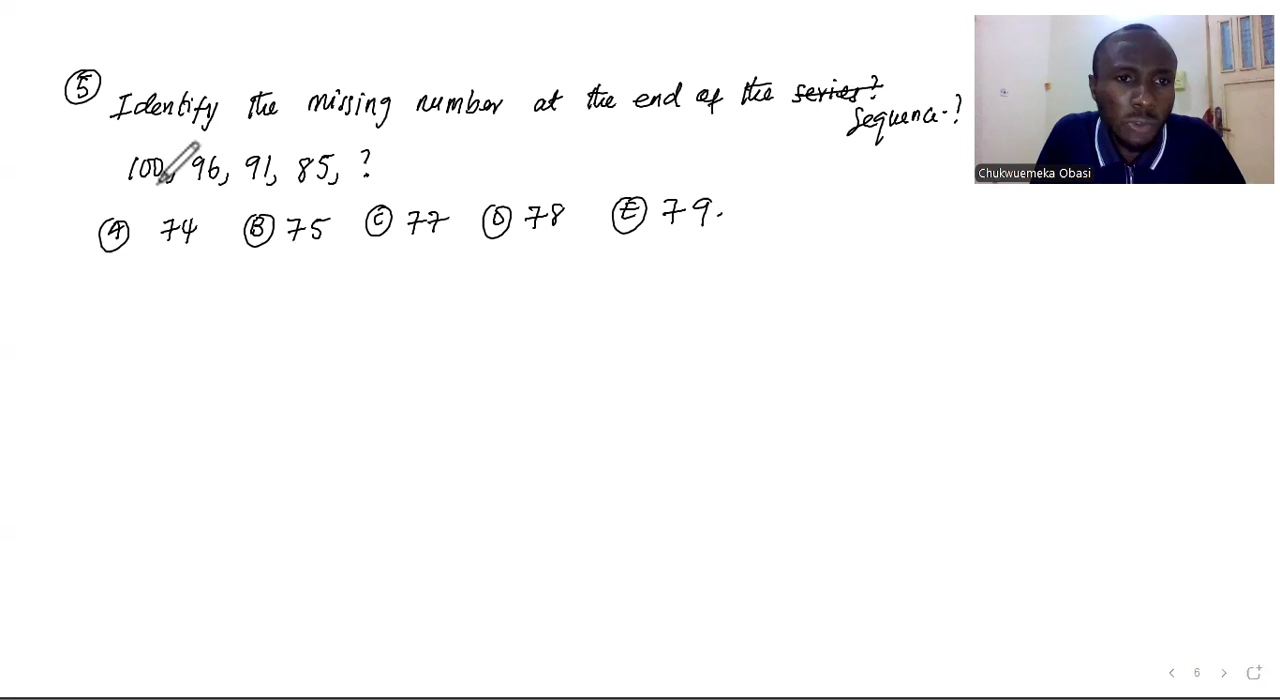 ⑤ Identify the missing number at the end of the series?
Sequence.?
100, 96, 91, 85, ?
Ⓐ 74 Ⓑ 75 Ⓒ 77 Ⓓ 78 Ⓔ 79.
Chukwuemeka Obasi
6